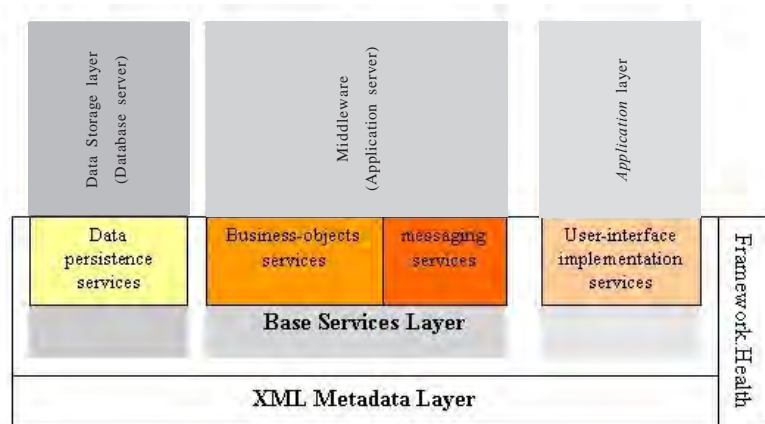 Data Storage layer
(Database server)
Middleware
(Application server)
Application layer
Data
persistence
services
Business-objects
services
messaging
services
User-interface
implementation
services
Base Services Layer
XML Metadata Layer
Framework.Health